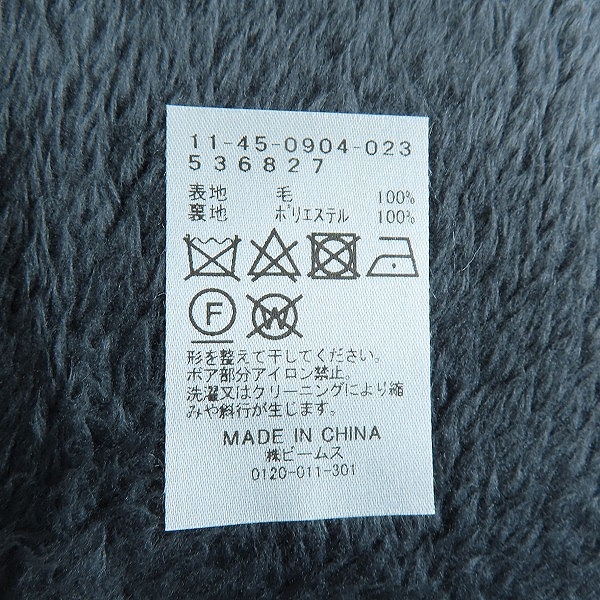 11-45-0904-023
536827
表地 毛 100%
裏地 ポリエステル 100%
F W
形を整えて干してください。
ボア部分アイロン禁止。
洗濯又はクリーニングにより縮
みや斜行が生じます。
MADE IN CHINA
㈱ビームス
0120-011-301